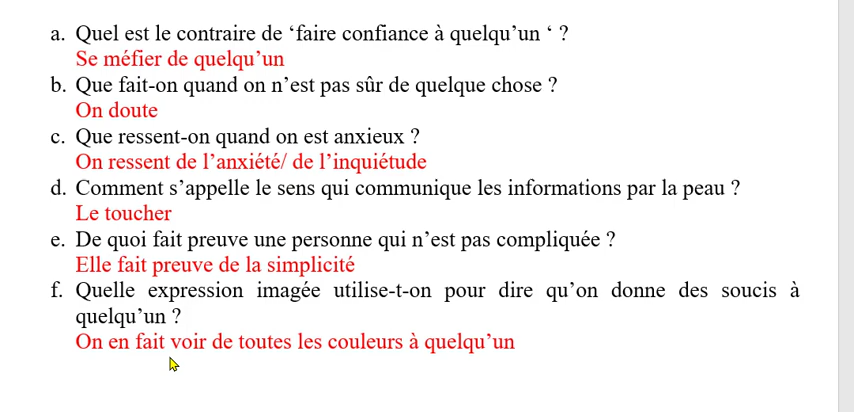 a. Quel est le contraire de ‘faire confiance à quelqu’un ‘ ?
Se méfier de quelqu’un
b. Que fait-on quand on n’est pas sûr de quelque chose ?
On doute
c. Que ressent-on quand on est anxieux ?
On ressent de l’anxiété/ de l’inquiétude
d. Comment s’appelle le sens qui communique les informations par la peau ?
Le toucher
e. De quoi fait preuve une personne qui n’est pas compliquée ?
Elle fait preuve de la simplicité
f. Quelle expression imagée utilise-t-on pour dire qu’on donne des soucis à
quelqu’un ?
On en fait voir de toutes les couleurs à quelqu’un